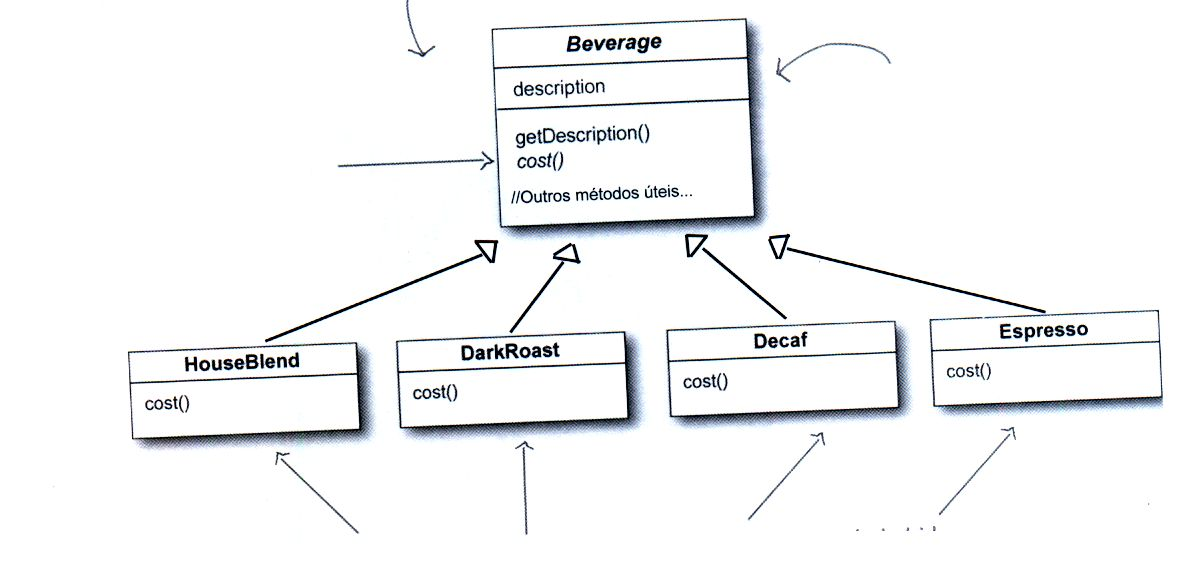 Beverage
description
getDescription()
cost()
//Outros métodos úteis...
HouseBlend
cost()
DarkRoast
cost()
Decaf
cost()
Espresso
cost()